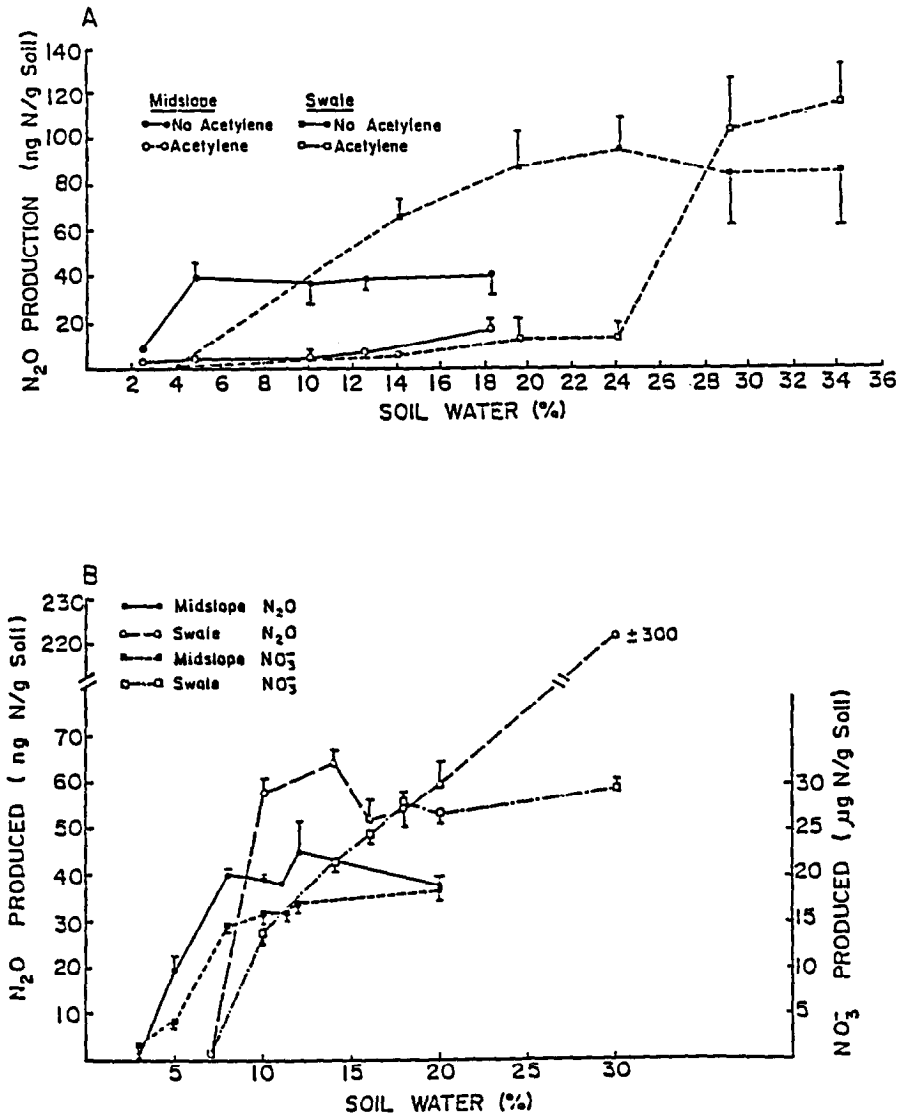 A
N₂O PRODUCTION (ng N/g Soil)
140
120
100
80
60
40
20
Midslope Swale
No Acetylene No Acetylene
Acetylene Acetylene
2 4 6 8 10 12 14 16 18 20 22 24 26 28 30 32 34 36
SOIL WATER (%)
B
N₂O PRODUCED ( ng N/g Soil)
230
220
70
60
50
40
30
20
10
Midslope N₂O
Swale N₂O
Midslope NO₃⁻
Swale NO₃⁻
±300
30
25
20
15
10
5
NO₃⁻ PRODUCED ( µg N/g Soil)
5 10 15 20 25 30
SOIL WATER (%)